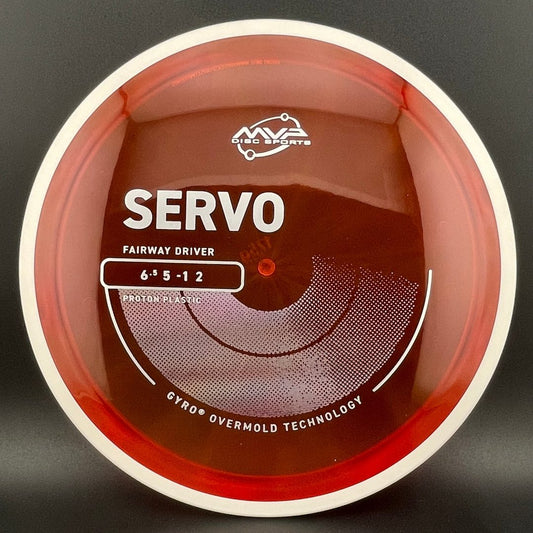 MVP
DISC SPORTS
SERVO
FAIRWAY DRIVER
6.5 5 -1 2
PROTON PLASTIC
GYRO® OVERMOLD TECHNOLOGY